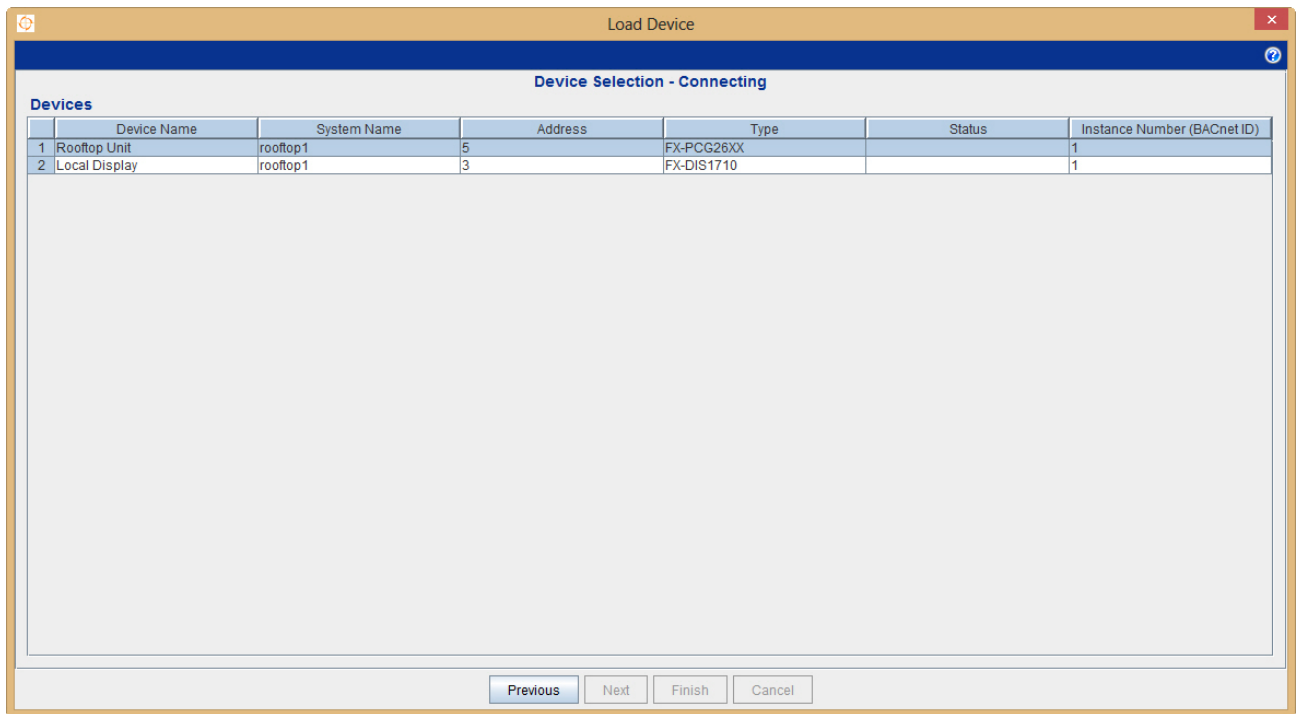 Load Device
Device Selection - Connecting
Devices
Device Name System Name Address Type Status Instance Number (BACnet ID)
1 Rooftop Unit rooftop1 5 FX-PCG26XX 1
2 Local Display rooftop1 3 FX-DIS1710 1
Previous Next Finish Cancel